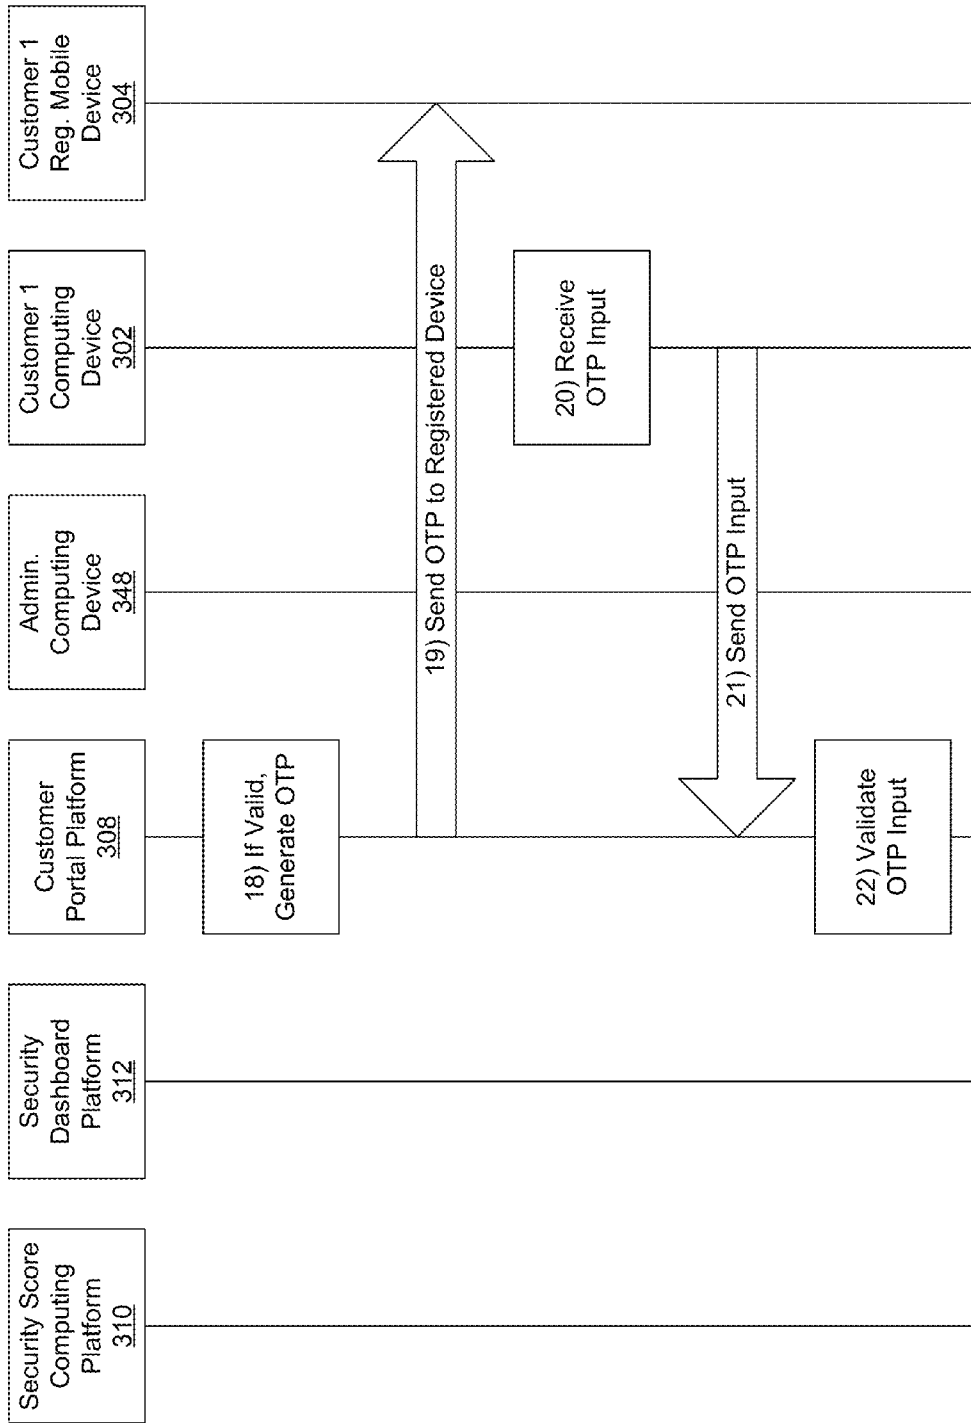 Security Score
Computing
Platform
310
Security
Dashboard
Platform
312
Customer
Portal Platform
308
Admin.
Computing
Device
348
Customer 1
Computing
Device
302
Customer 1
Reg. Mobile
Device
304
18) If Valid,
Generate OTP
19) Send OTP to Registered Device
20) Receive
OTP Input
21) Send OTP Input
22) Validate
OTP Input